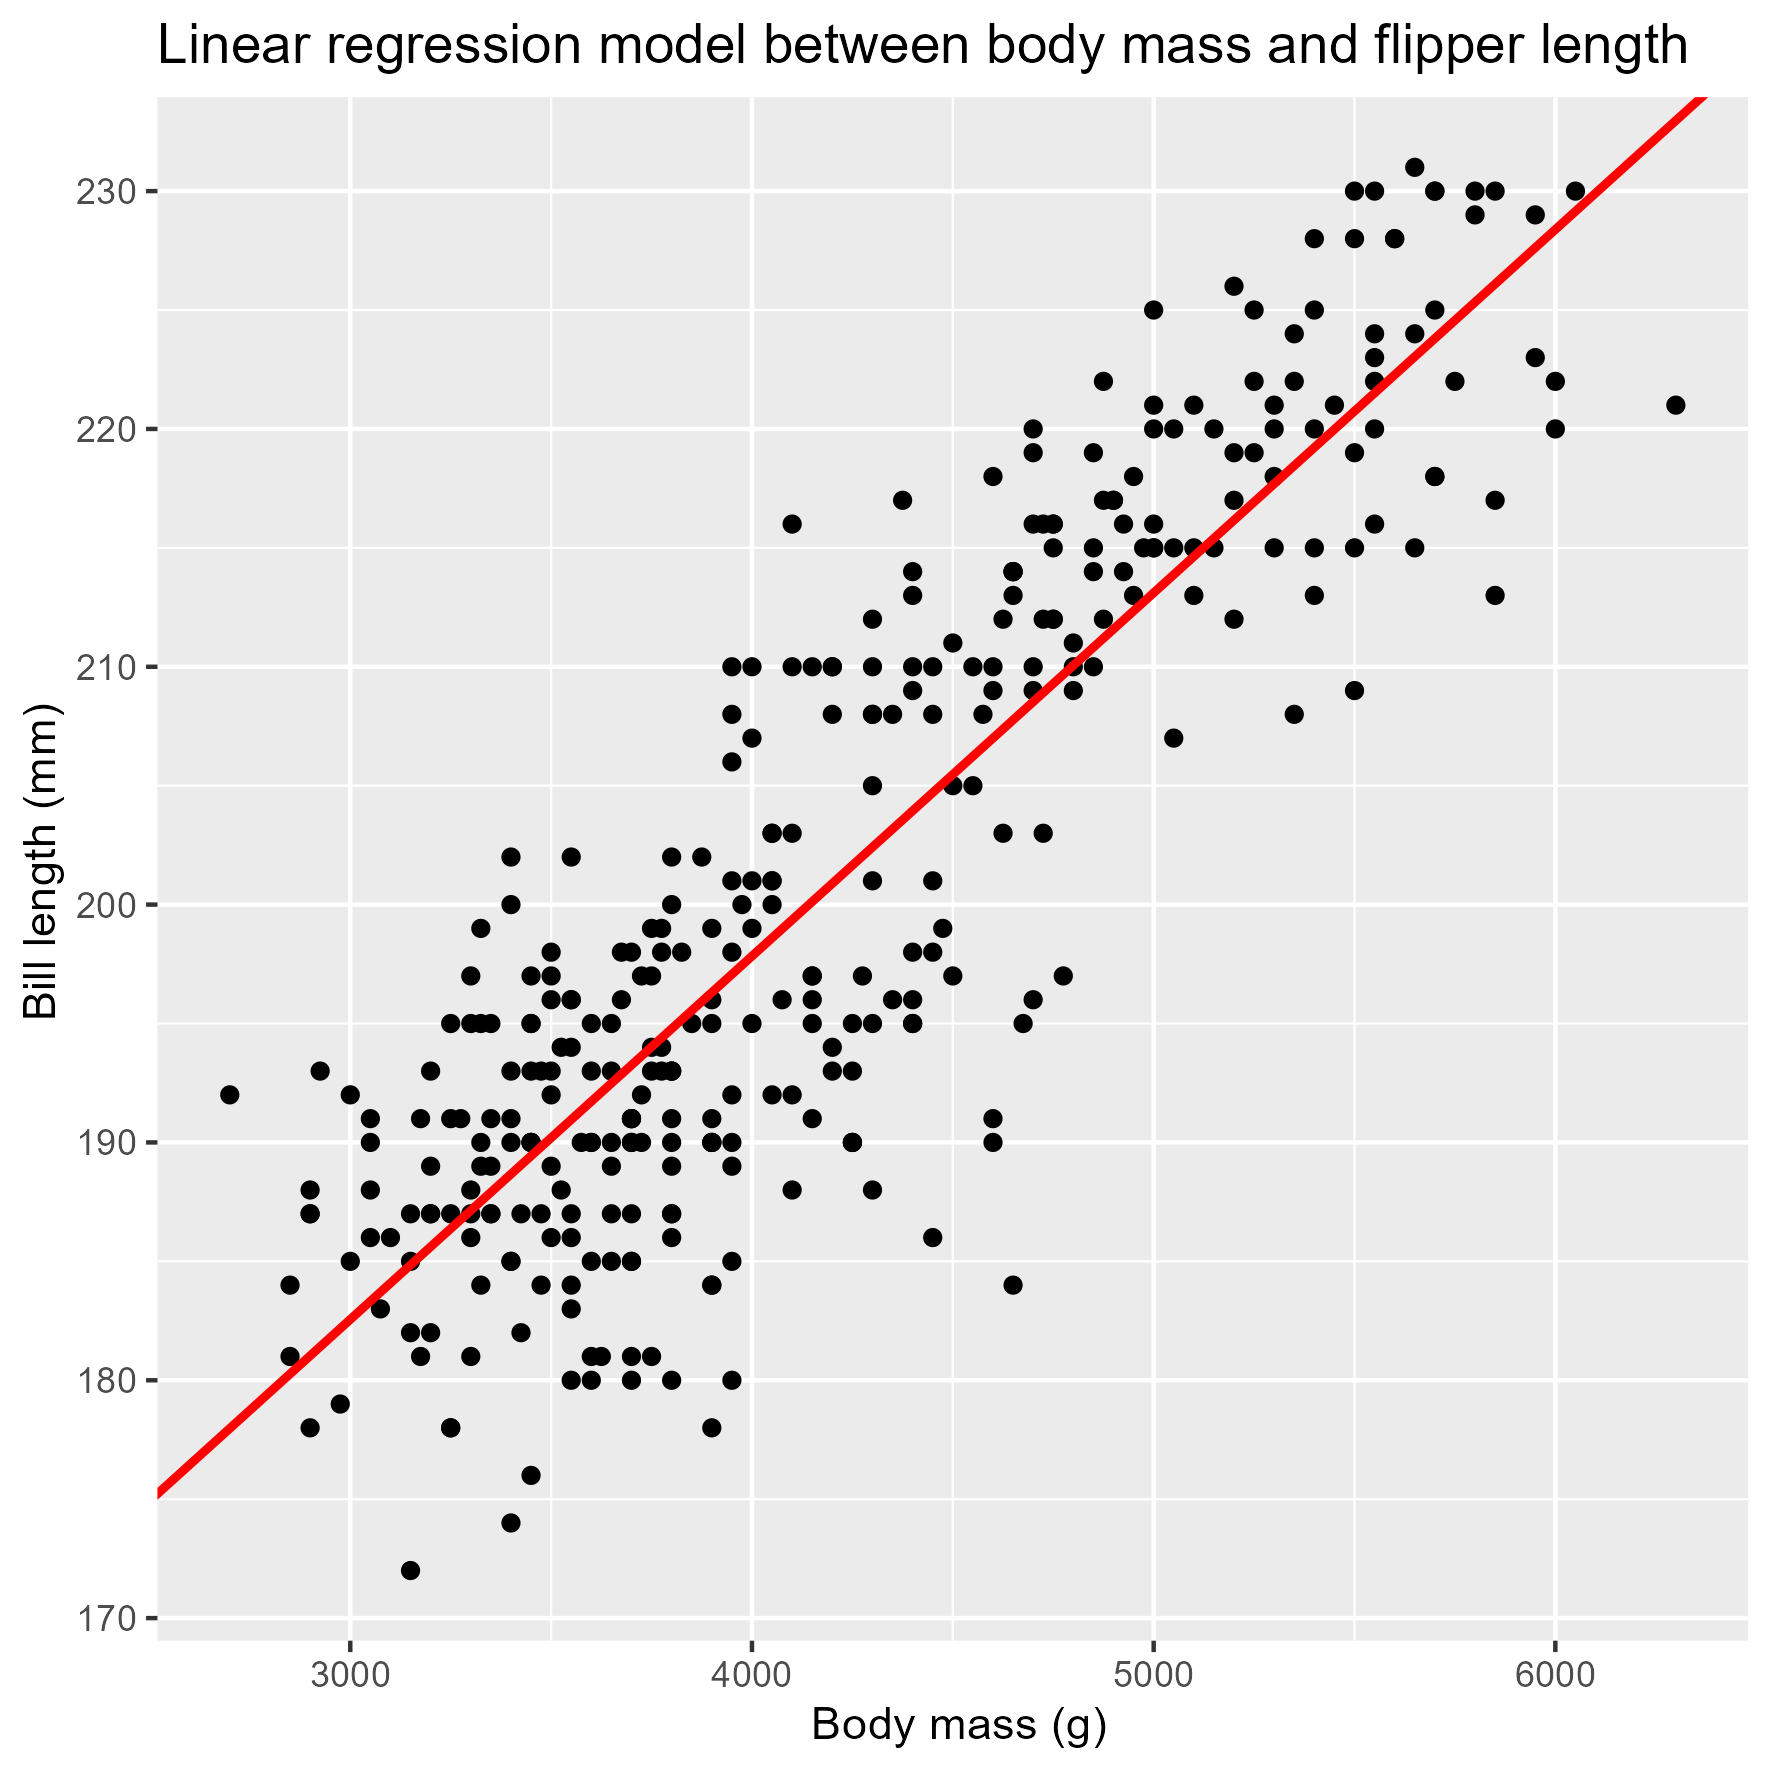 Linear regression model between body mass and flipper length
230
220
210
200
190
180
170
Bill length (mm)
3000 4000 5000 6000
Body mass (g)